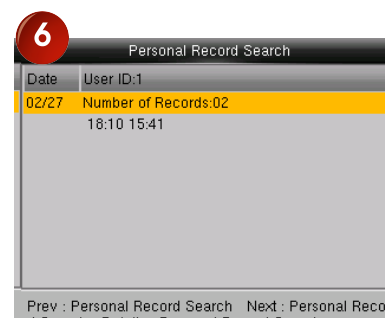 6
Personal Record Search
Date User ID:1
02/27 Number of Records:02
18:10 15:41
Prev : Personal Record Search Next : Personal Reco